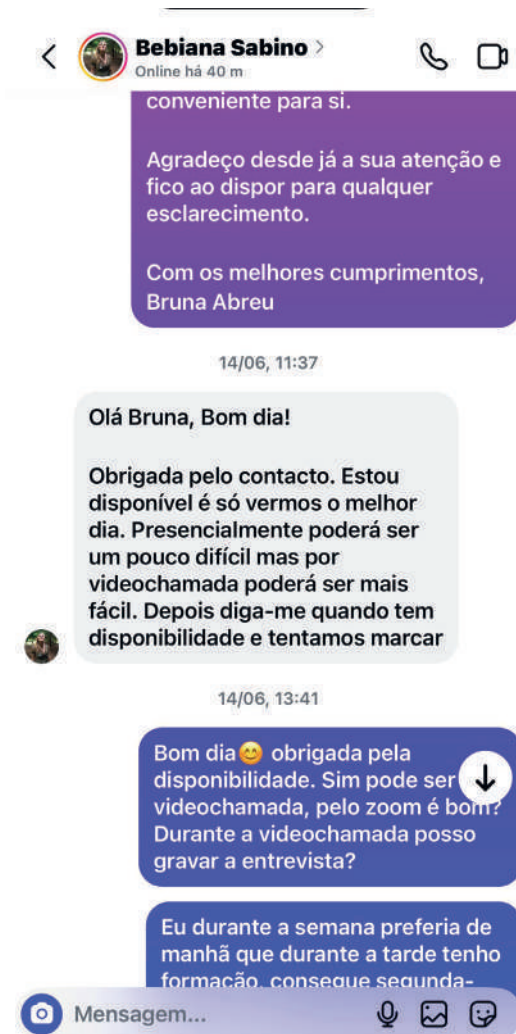 Bebiana Sabino
Online há 40 m
conveniente para si.
Agradeço desde já a sua atenção e
fico ao dispor para qualquer
esclarecimento.
Com os melhores cumprimentos,
Bruna Abreu
14/06, 11:37
Olá Bruna, Bom dia!
Obrigada pelo contacto. Estou
disponível é só vermos o melhor
dia. Presencialmente poderá ser
um pouco difícil mas por
videochamada poderá ser mais
fácil. Depois diga-me quando tem
disponibilidade e tentamos marcar
14/06, 13:41
Bom dia😊 obrigada pela
disponibilidade. Sim pode ser
videochamada, pelo zoom é bom?
Durante a videochamada posso
gravar a entrevista?
Eu durante a semana preferia de
manhã que durante a tarde tenho
formação, consegue segunda-
Mensagem...